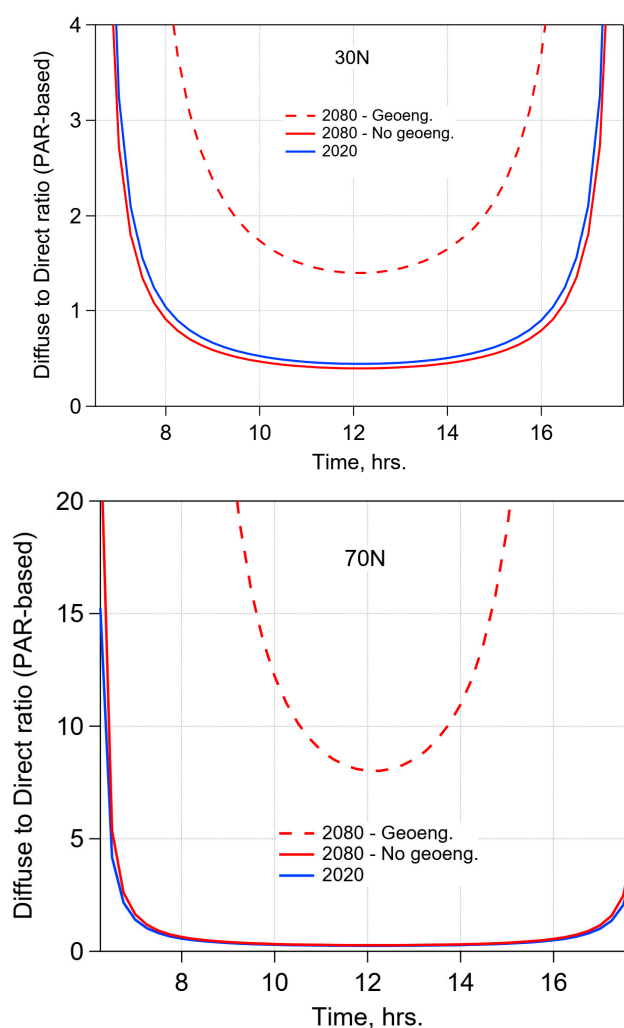 4
30N
2080 - Geoeng.
2080 - No geoeng.
2020
3
2
1
0
Diffuse to Direct ratio (PAR-based)
8 10 12 14 16
Time, hrs.
20
70N
15
10
5
0
2080 - Geoeng.
2080 - No geoeng.
2020
Diffuse to Direct ratio (PAR-based)
8 10 12 14 16
Time, hrs.